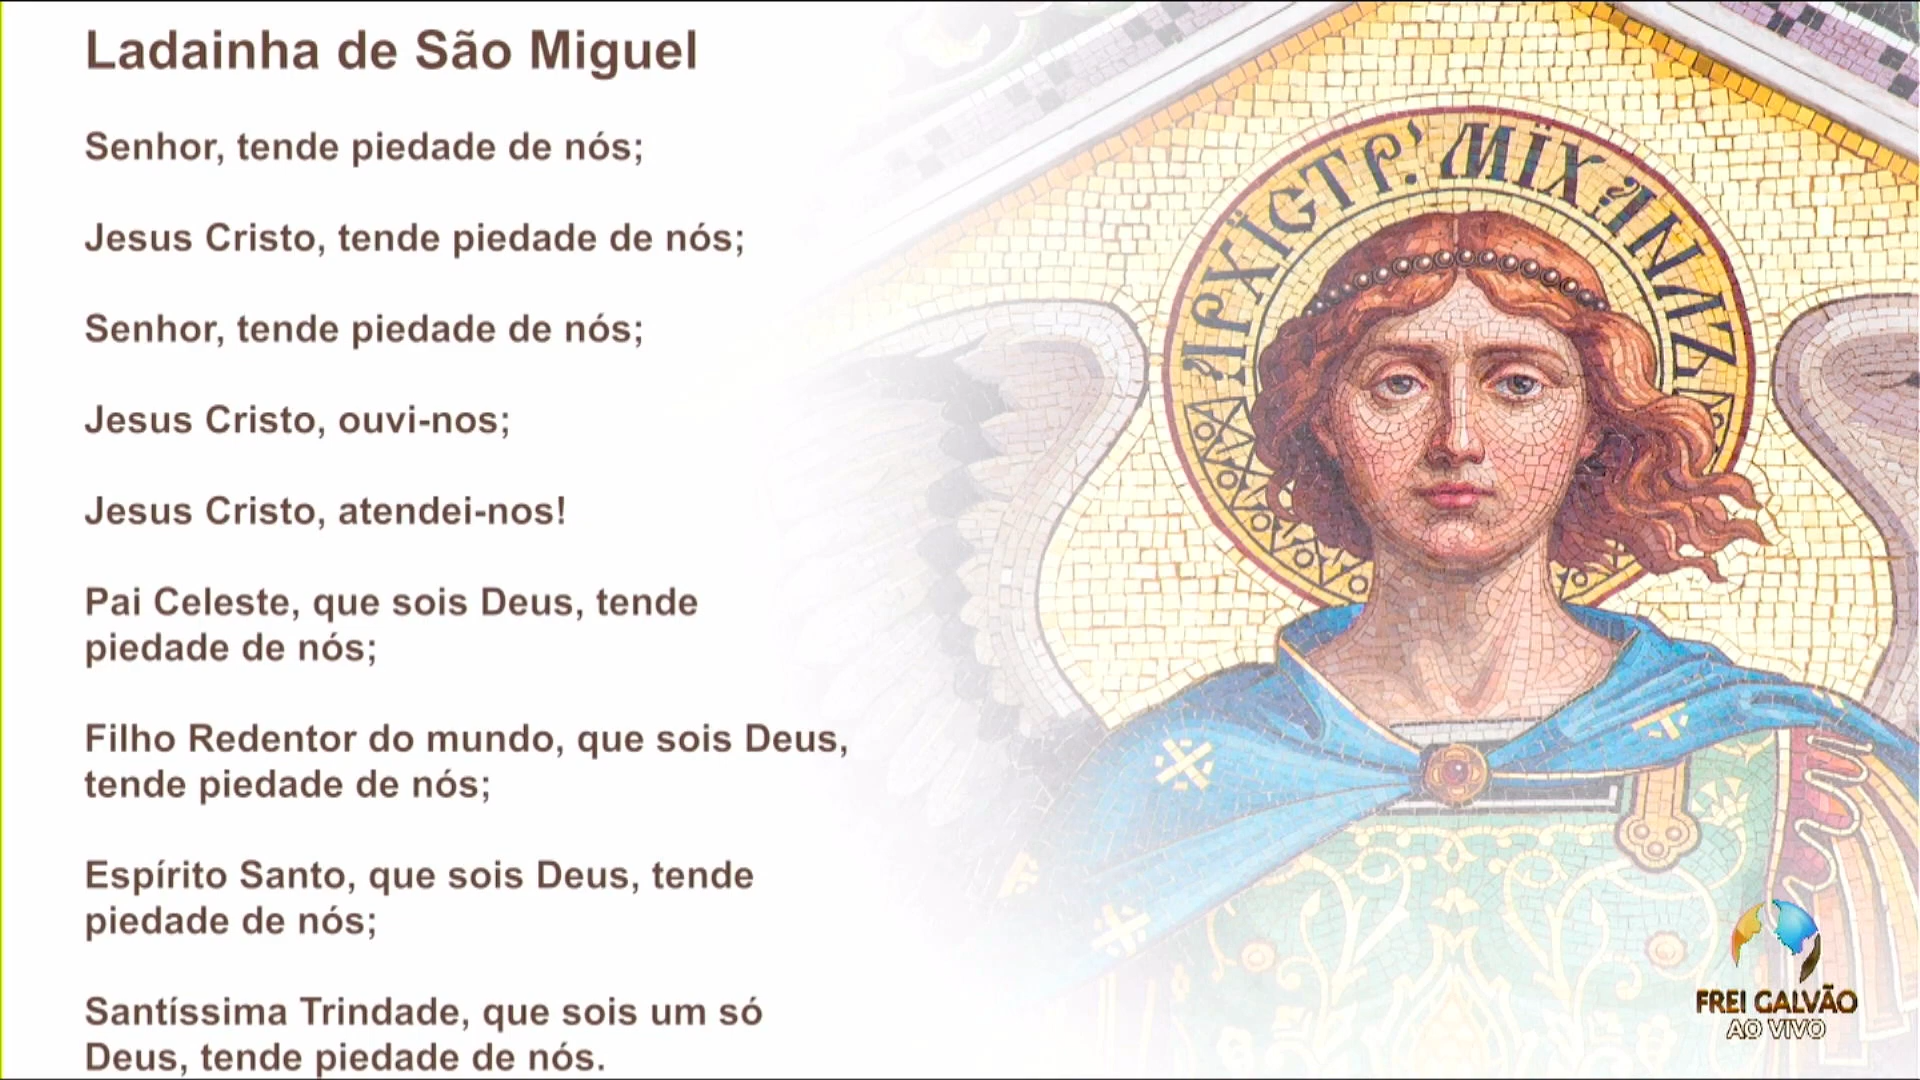 Ladainha de São Miguel
Senhor, tende piedade de nós;
Jesus Cristo, tende piedade de nós;
Senhor, tende piedade de nós;
Jesus Cristo, ouvi-nos;
Jesus Cristo, atendei-nos!
Pai Celeste, que sois Deus, tende
piedade de nós;
Filho Redentor do mundo, que sois Deus,
tende piedade de nós;
Espírito Santo, que sois Deus, tende
piedade de nós;
Santíssima Trindade, que sois um só
Deus, tende piedade de nós.
FREI GALVÃO
AO VIVO